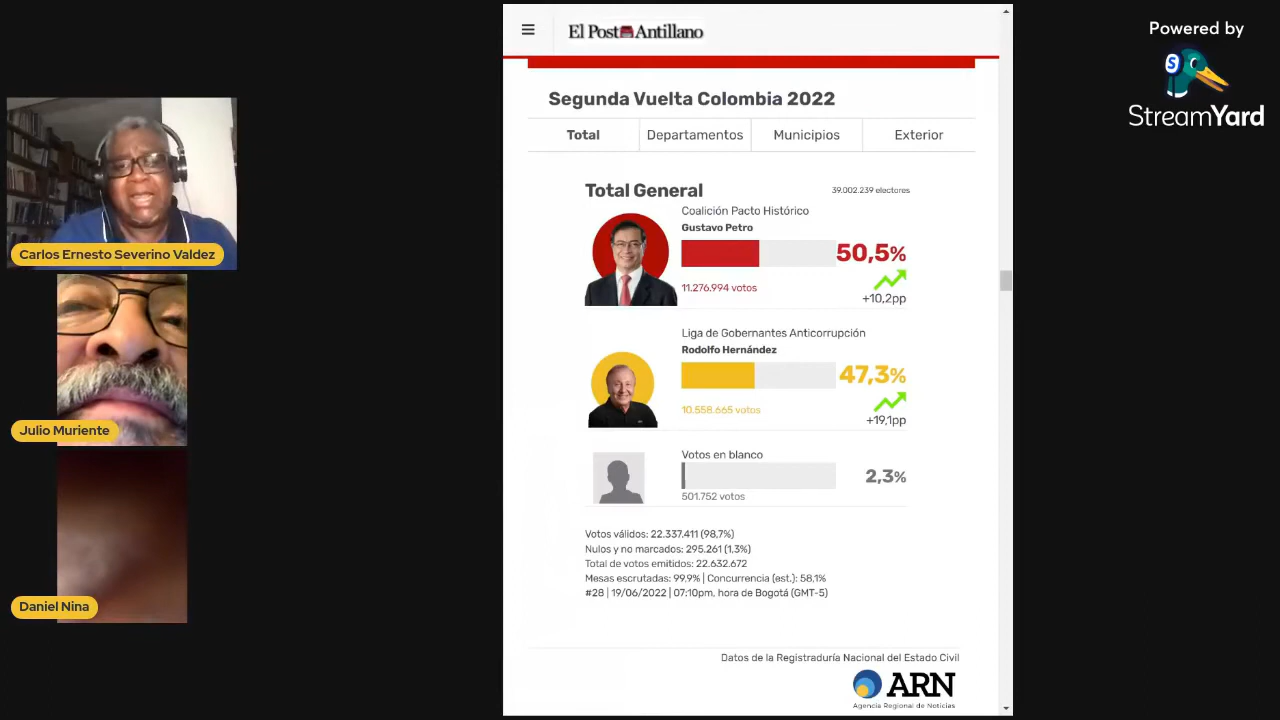 Carlos Ernesto Severino Valdez
Julio Muriente
Daniel Nina
El Post Antillano
Segunda Vuelta Colombia 2022
Total Departamentos Municipios Exterior
Total General 39.002.239 electores
Coalición Pacto Histórico
Gustavo Petro
50,5%
11.276.994 votos
+10,2pp
Liga de Gobernantes Anticorrupción
Rodolfo Hernández
47,3%
10.558.665 votos
+19,1pp
Votos en blanco
2,3%
501.752 votos
Votos válidos: 22.337.411 (98,7%)
Nulos y no marcados: 295.261 (1,3%)
Total de votos emitidos: 22.632.672
Mesas escrutadas: 99.9% | Concurrencia (est.): 58,1%
#28 | 19/06/2022 | 07:10pm, hora de Bogotá (GMT-5)
Datos de la Registraduría Nacional del Estado Civil
ARN
Agencia Regional de Noticias
Powered by
S
StreamYard